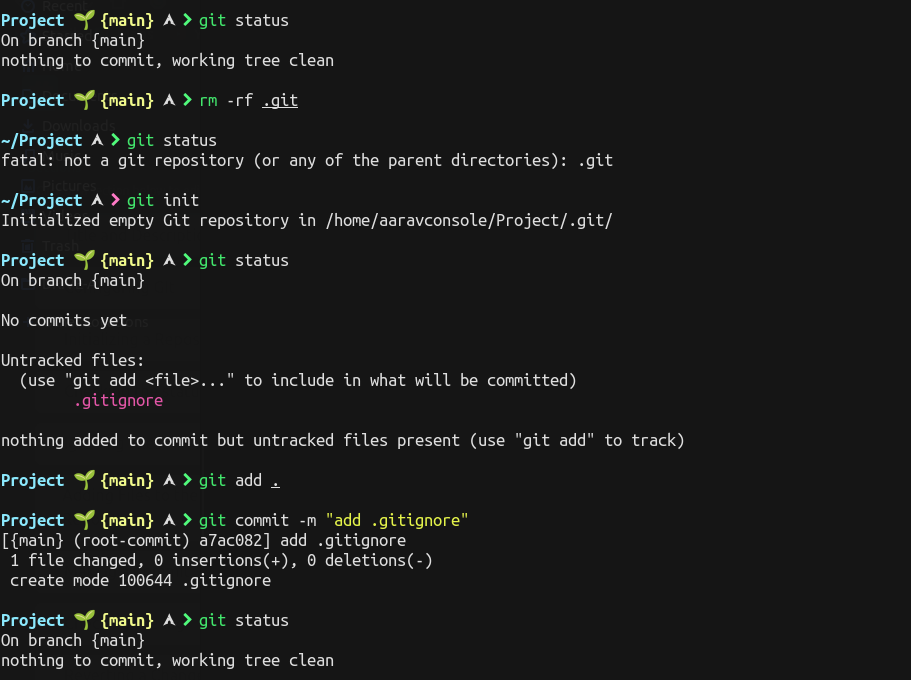 Project 🌱 {main} ᗑ ❯ git status
On branch {main}
nothing to commit, working tree clean
Project 🌱 {main} ᗑ ❯ rm -rf .git
~/Project ᗑ ❯ git status
fatal: not a git repository (or any of the parent directories): .git
~/Project ᗑ ❯ git init
Initialized empty Git repository in /home/aaravconsole/Project/.git/
Project 🌱 {main} ᗑ ❯ git status
On branch {main}
No commits yet
Untracked files:
(use "git add <file>..." to include in what will be committed)
.gitignore
nothing added to commit but untracked files present (use "git add" to track)
Project 🌱 {main} ᗑ ❯ git add .
Project 🌱 {main} ᗑ ❯ git commit -m "add .gitignore"
[{main} (root-commit) a7ac082] add .gitignore
1 file changed, 0 insertions(+), 0 deletions(-)
create mode 100644 .gitignore
Project 🌱 {main} ᗑ ❯ git status
On branch {main}
nothing to commit, working tree clean